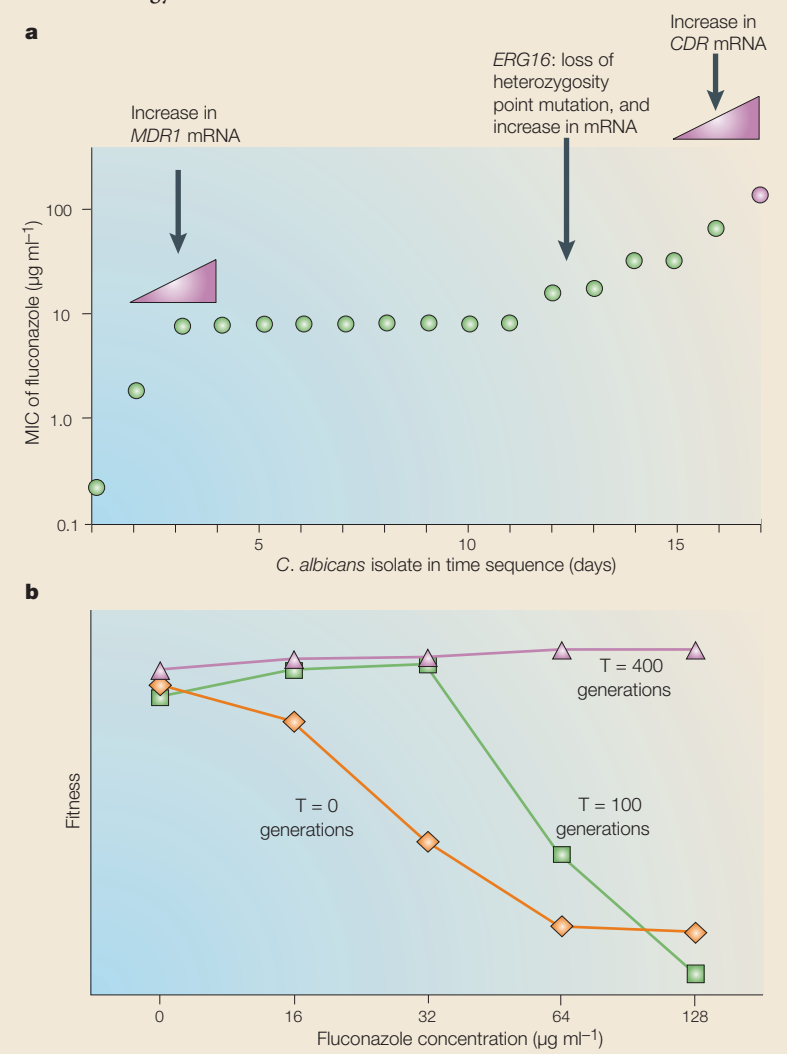 a
Increase in
CDR mRNA
ERG16: loss of
heterozygosity
point mutation, and
increase in mRNA
Increase in
MDR1 mRNA
MIC of fluconazole (µg ml–1)
100
10
1.0
0.1
5
10
15
C. albicans isolate in time sequence (days)
b
Fitness
T = 400
generations
T = 0
generations
T = 100
generations
0
16
32
64
128
Fluconazole concentration (µg ml–1)